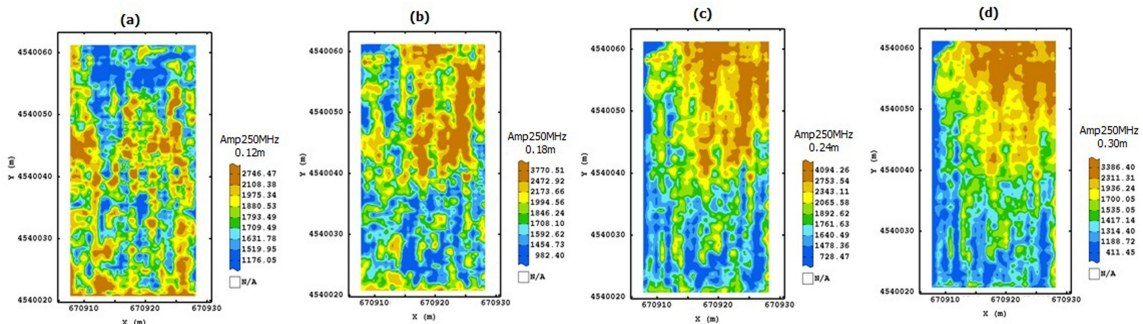 (a)
4540060
4540050
4540040
4540030
4540020
Y (m)
670910 670920 670930
X (m)
Amp250MHz
0.12m
2746.47
2108.38
1975.34
1880.53
1793.49
1709.49
1631.78
1519.95
1176.05
N/A
(b)
4540060
4540050
4540040
4540030
4540020
Y (m)
670910 670920 670930
X (m)
Amp250MHz
0.18m
3770.51
2472.92
2173.66
1994.56
1846.24
1708.10
1592.62
1454.73
982.40
N/A
(c)
4540060
4540050
4540040
4540030
4540020
Y (m)
670910 670920 670930
X (m)
Amp250MHz
0.24m
4094.26
2753.54
2343.11
2065.58
1892.62
1761.63
1640.49
1478.36
728.47
N/A
(d)
4540060
4540050
4540040
4540030
4540020
Y (m)
670910 670920 670930
X (m)
Amp250MHz
0.30m
3386.40
2311.31
1936.24
1700.05
1535.05
1417.14
1314.40
1188.72
411.45
N/A